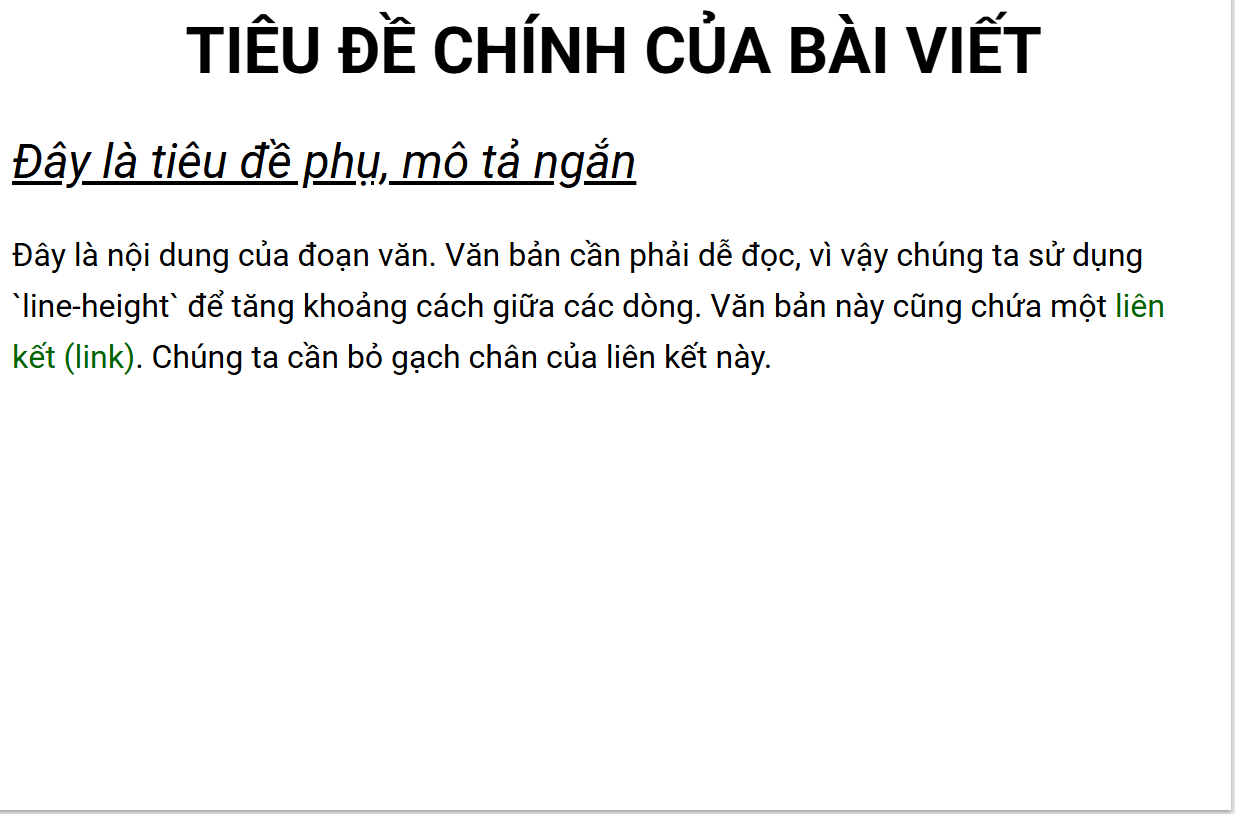 TIÊU ĐỀ CHÍNH CỦA BÀI VIẾT
Đây là tiêu đề phụ, mô tả ngắn
Đây là nội dung của đoạn văn. Văn bản cần phải dễ đọc, vì vậy chúng ta sử dụng
`line-height` để tăng khoảng cách giữa các dòng. Văn bản này cũng chứa một liên
kết (link). Chúng ta cần bỏ gạch chân của liên kết này.